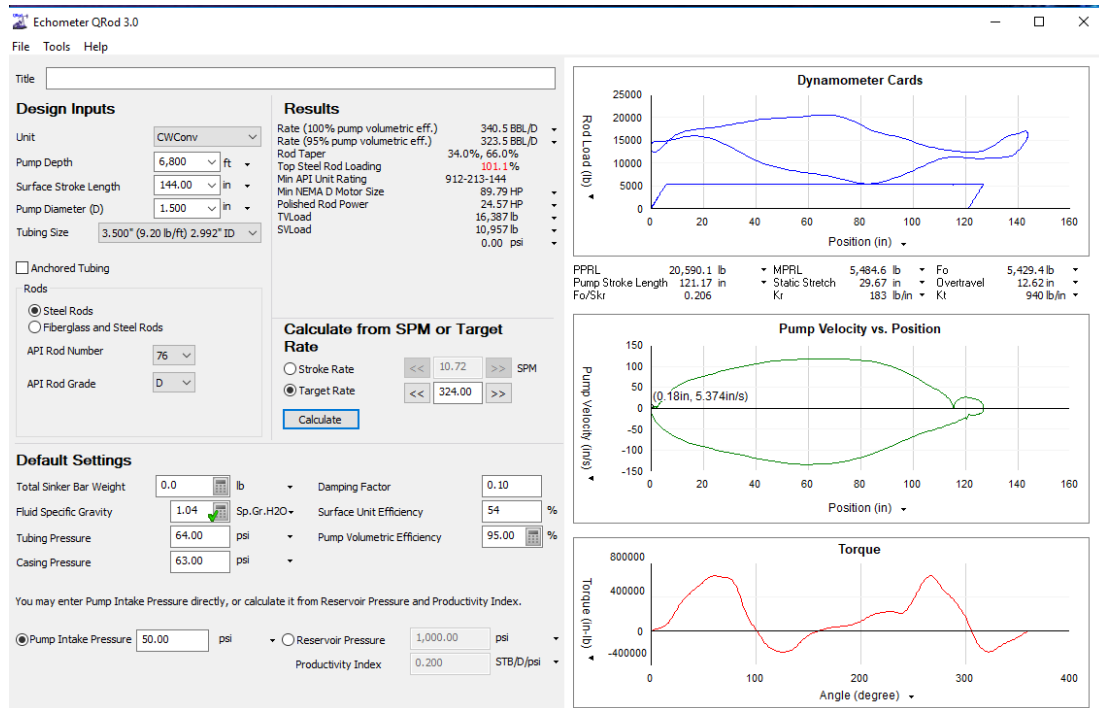 Echometer QRod 3.0
File Tools Help
Title
Design Inputs
Unit CWConv
Pump Depth 6,800 ft
Surface Stroke Length 144.00 in
Pump Diameter (D) 1.500 in
Tubing Size 3.500" (9.20 lb/ft) 2.992" ID
Anchored Tubing
Rods
Steel Rods
Fiberglass and Steel Rods
API Rod Number 76
API Rod Grade D
Results
Rate (100% pump volumetric eff.) 340.5 BBL/D
Rate (95% pump volumetric eff.) 323.5 BBL/D
Rod Taper 34.0%, 66.0%
Top Steel Rod Loading 101.1%
Min API Unit Rating 912-213-144
Min NEMA D Motor Size 89.79 HP
Polished Rod Power 24.57 HP
TVLoad 16,387 lb
SVLoad 10,957 lb
0.00 psi
Calculate from SPM or Target
Rate
Stroke Rate << 10.72 >> SPM
Target Rate << 324.00 >>
Calculate
Default Settings
Total Sinker Bar Weight 0.0 lb
Fluid Specific Gravity 1.04 Sp.Gr.H2O
Tubing Pressure 64.00 psi
Casing Pressure 63.00 psi
Damping Factor 0.10
Surface Unit Efficiency 54 %
Pump Volumetric Efficiency 95.00 %
You may enter Pump Intake Pressure directly, or calculate it from Reservoir Pressure and Productivity Index.
Pump Intake Pressure 50.00 psi
Reservoir Pressure 1,000.00 psi
Productivity Index 0.200 STB/D/psi
Dynamometer Cards
Rod Load (lb)
25000
20000
15000
10000
5000
0
0 20 40 60 80 100 120 140 160
Position (in)
PPRL 20,590.1 lb MPRL 5,484.6 lb Fo 5,429.4 lb
Pump Stroke Length 121.17 in Static Stretch 29.67 in Overtravel 12.62 in
Fo/Skr 0.206 Kr 183 lb/in Kt 940 lb/in
Pump Velocity vs. Position
Pump Velocity (in/s)
150
100
50
0
-50
-100
-150
(0.18in, 5.374in/s)
0 20 40 60 80 100 120 140 160
Position (in)
Torque
Torque (in-lb)
800000
400000
0
-400000
0 100 200 300 400
Angle (degree)